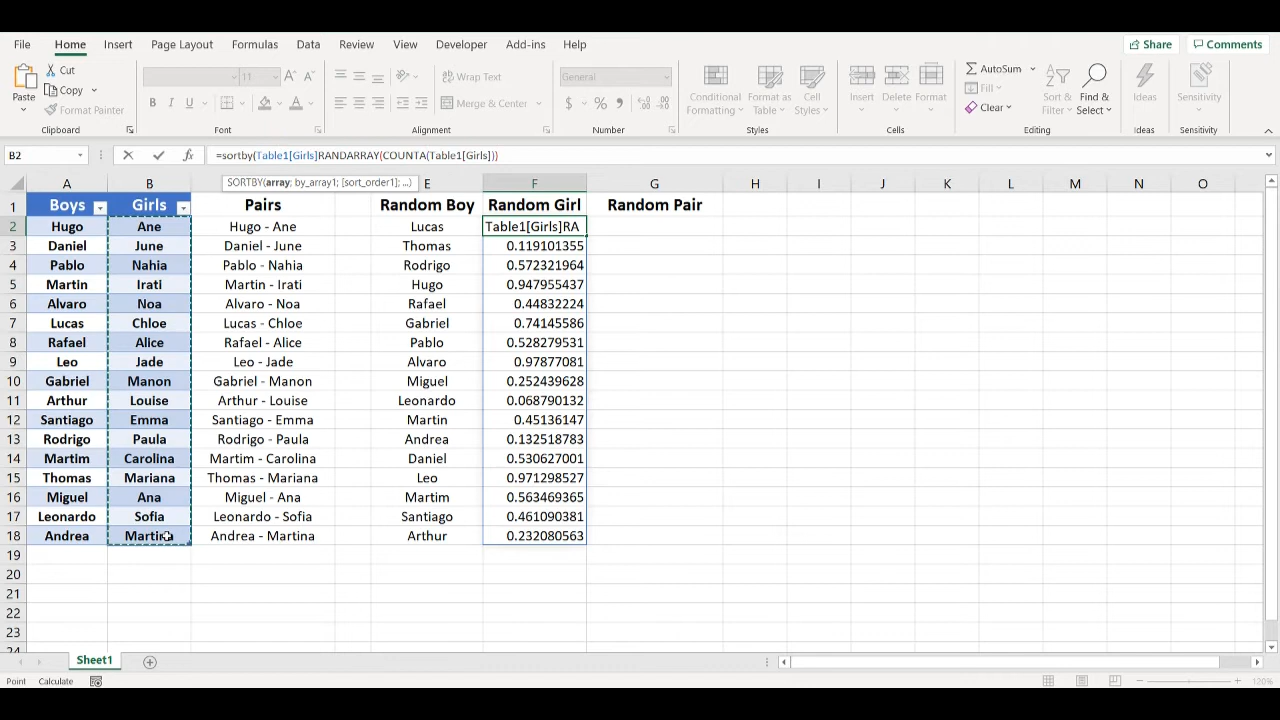 File Home Insert Page Layout Formulas Data Review View Developer Add-ins Help Share Comments
Paste Cut Copy Format Painter Clipboard
11 A A B I U A Font
Wrap Text Merge & Center Alignment
General $ % Number
Conditional Formatting Format as Table Cell Styles Styles
Insert Delete Format Cells
AutoSum Fill Clear Sort & Filter Find & Select Editing
Ideas Ideas
Sensitivity Sensitivity
B2 fx =sortby(Table1[Girls]RANDARRAY(COUNTA(Table1[Girls]))
SORTBY(array; by_array1; [sort_order1]; ...)
A B E F G H I J K L M N O
1 Boys Girls Pairs Random Boy Random Girl Random Pair
2 Hugo Ane Hugo - Ane Lucas Table1[Girls]RA
3 Daniel June Daniel - June Thomas 0.119101355
4 Pablo Nahia Pablo - Nahia Rodrigo 0.572321964
5 Martin Irati Martin - Irati Hugo 0.947955437
6 Alvaro Noa Alvaro - Noa Rafael 0.44832224
7 Lucas Chloe Lucas - Chloe Gabriel 0.74145586
8 Rafael Alice Rafael - Alice Pablo 0.528279531
9 Leo Jade Leo - Jade Alvaro 0.97877081
10 Gabriel Manon Gabriel - Manon Miguel 0.252439628
11 Arthur Louise Arthur - Louise Leonardo 0.068790132
12 Santiago Emma Santiago - Emma Martin 0.45136147
13 Rodrigo Paula Rodrigo - Paula Andrea 0.132518783
14 Martim Carolina Martim - Carolina Daniel 0.530627001
15 Thomas Mariana Thomas - Mariana Leo 0.971298527
16 Miguel Ana Miguel - Ana Martim 0.563469365
17 Leonardo Sofia Leonardo - Sofia Santiago 0.461090381
18 Andrea Martina Andrea - Martina Arthur 0.232080563
19
20
21
22
23
24
Sheet1
Point Calculate 120%